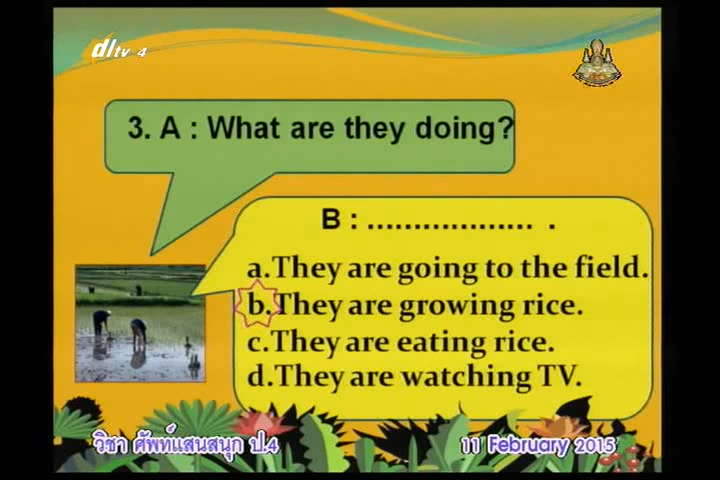 dltv 4
3. A : What are they doing?
B : .................. .
a.They are going to the field.
b.They are growing rice.
c.They are eating rice.
d.They are watching TV.
วิชา ศัพท์แสนสนุก ป.4
11 February 2015